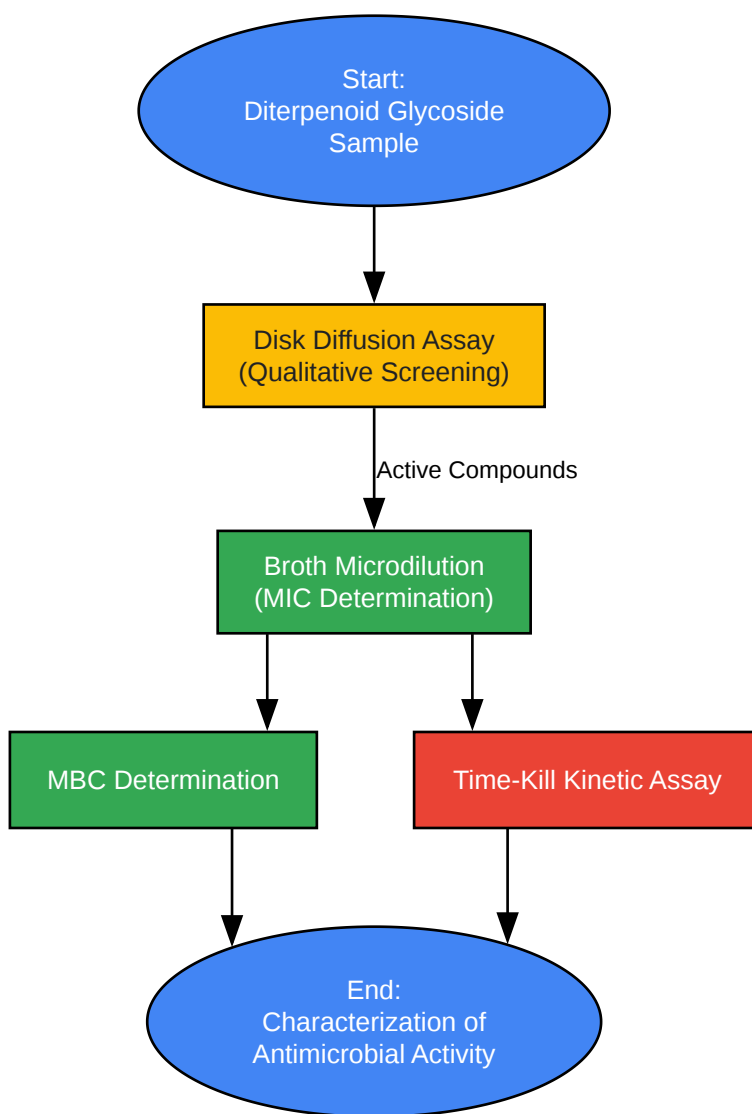 Start:
Diterpenoid Glycoside
Sample
Disk Diffusion Assay
(Qualitative Screening)
Active Compounds
Broth Microdilution
(MIC Determination)
MBC Determination
Time-Kill Kinetic Assay
End:
Characterization of
Antimicrobial Activity